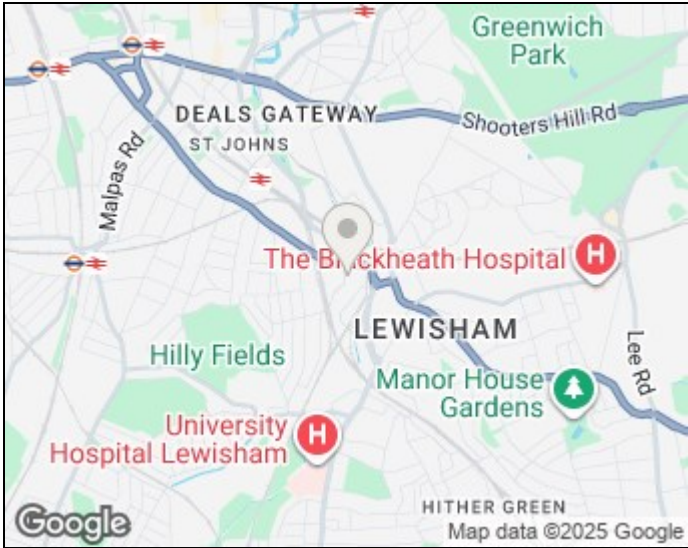 Greenwich
Park
DEALS GATEWAY
Shooters Hill Rd
ST JOHNS
Malpas Rd
The Blackheath Hospital
H
LEWISHAM
Lee Rd
Hilly Fields
Manor House
Gardens
University
Hospital Lewisham
H
HITHER GREEN
Google
Map data ©2025 Google